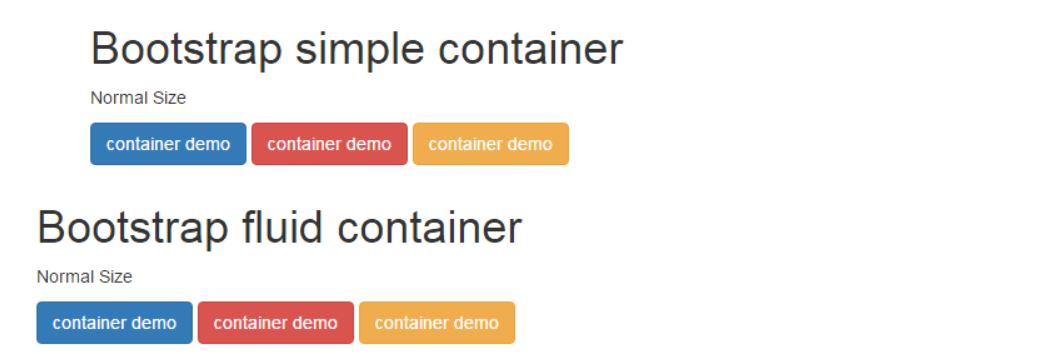 Bootstrap simple container
Normal Size
container demo container demo container demo
Bootstrap fluid container
Normal Size
container demo container demo container demo